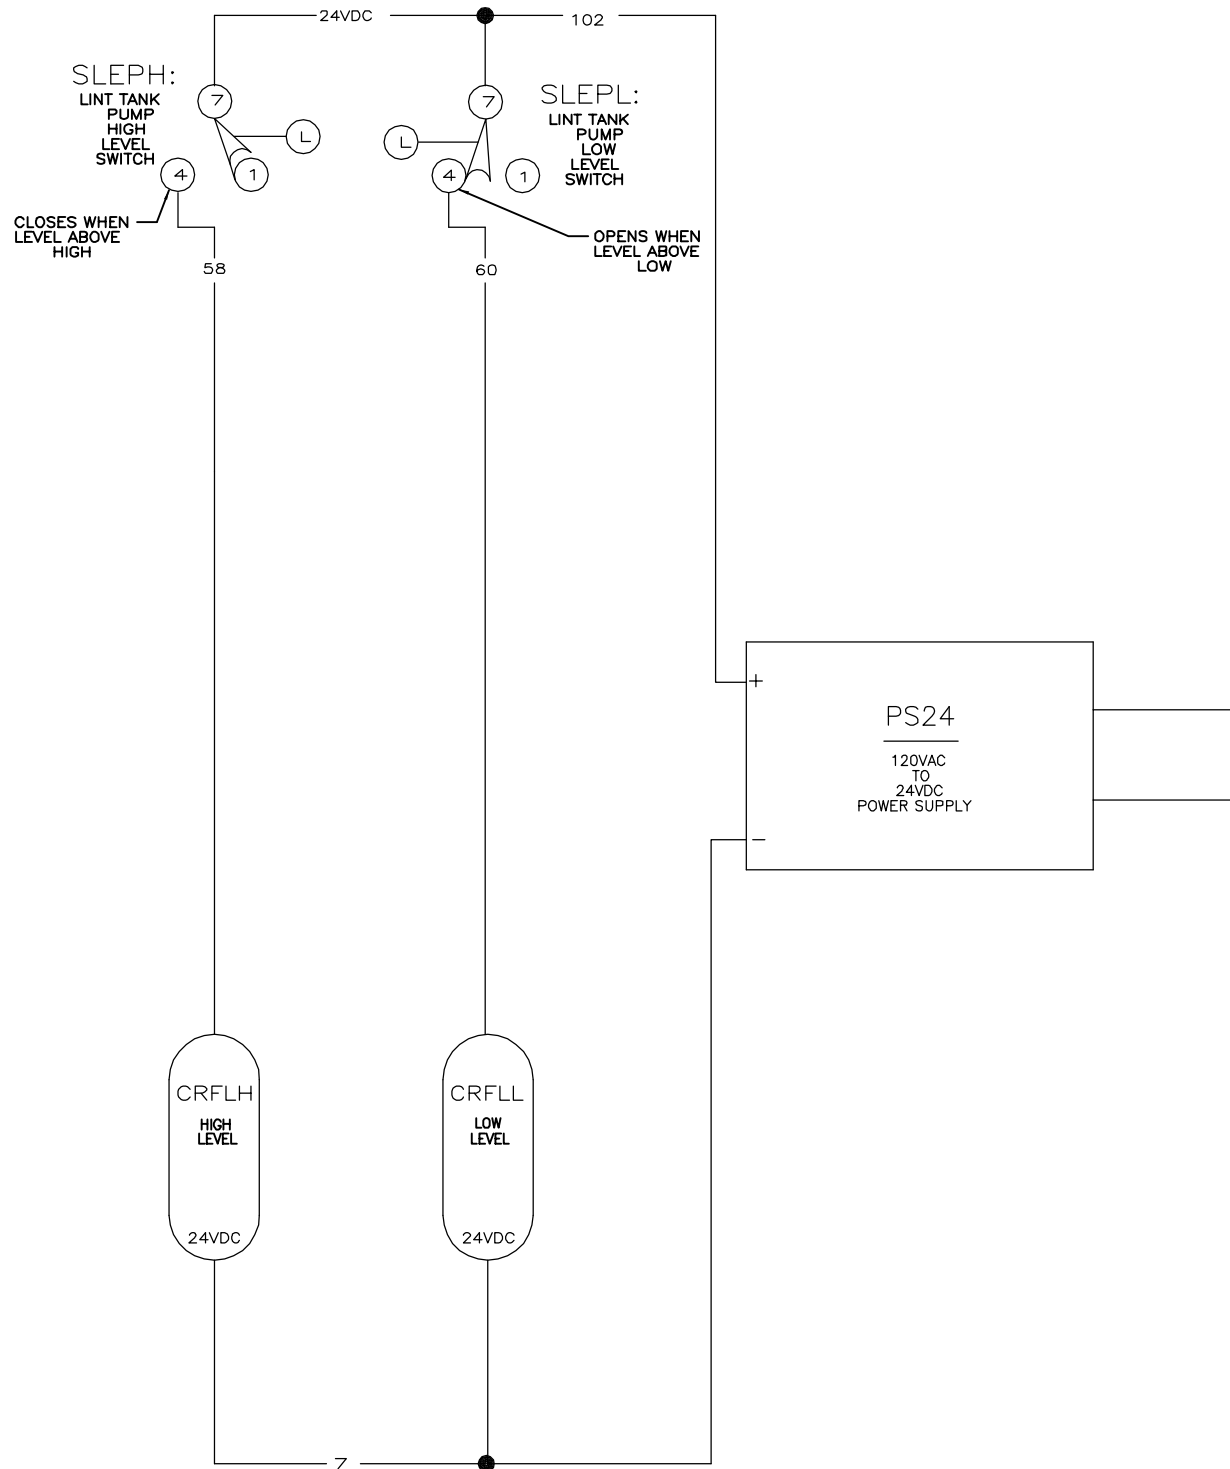 24VDC
102
SLEPH:
LINT TANK
PUMP
HIGH
LEVEL
SWITCH
7
L
4
1
CLOSES WHEN
LEVEL ABOVE
HIGH
58
SLEPL:
LINT TANK
PUMP
LOW
LEVEL
SWITCH
7
L
4
1
OPENS WHEN
LEVEL ABOVE
LOW
60
+
PS24
120VAC
TO
24VDC
POWER SUPPLY
−
CRFLH
HIGH
LEVEL
24VDC
CRFLL
LOW
LEVEL
24VDC